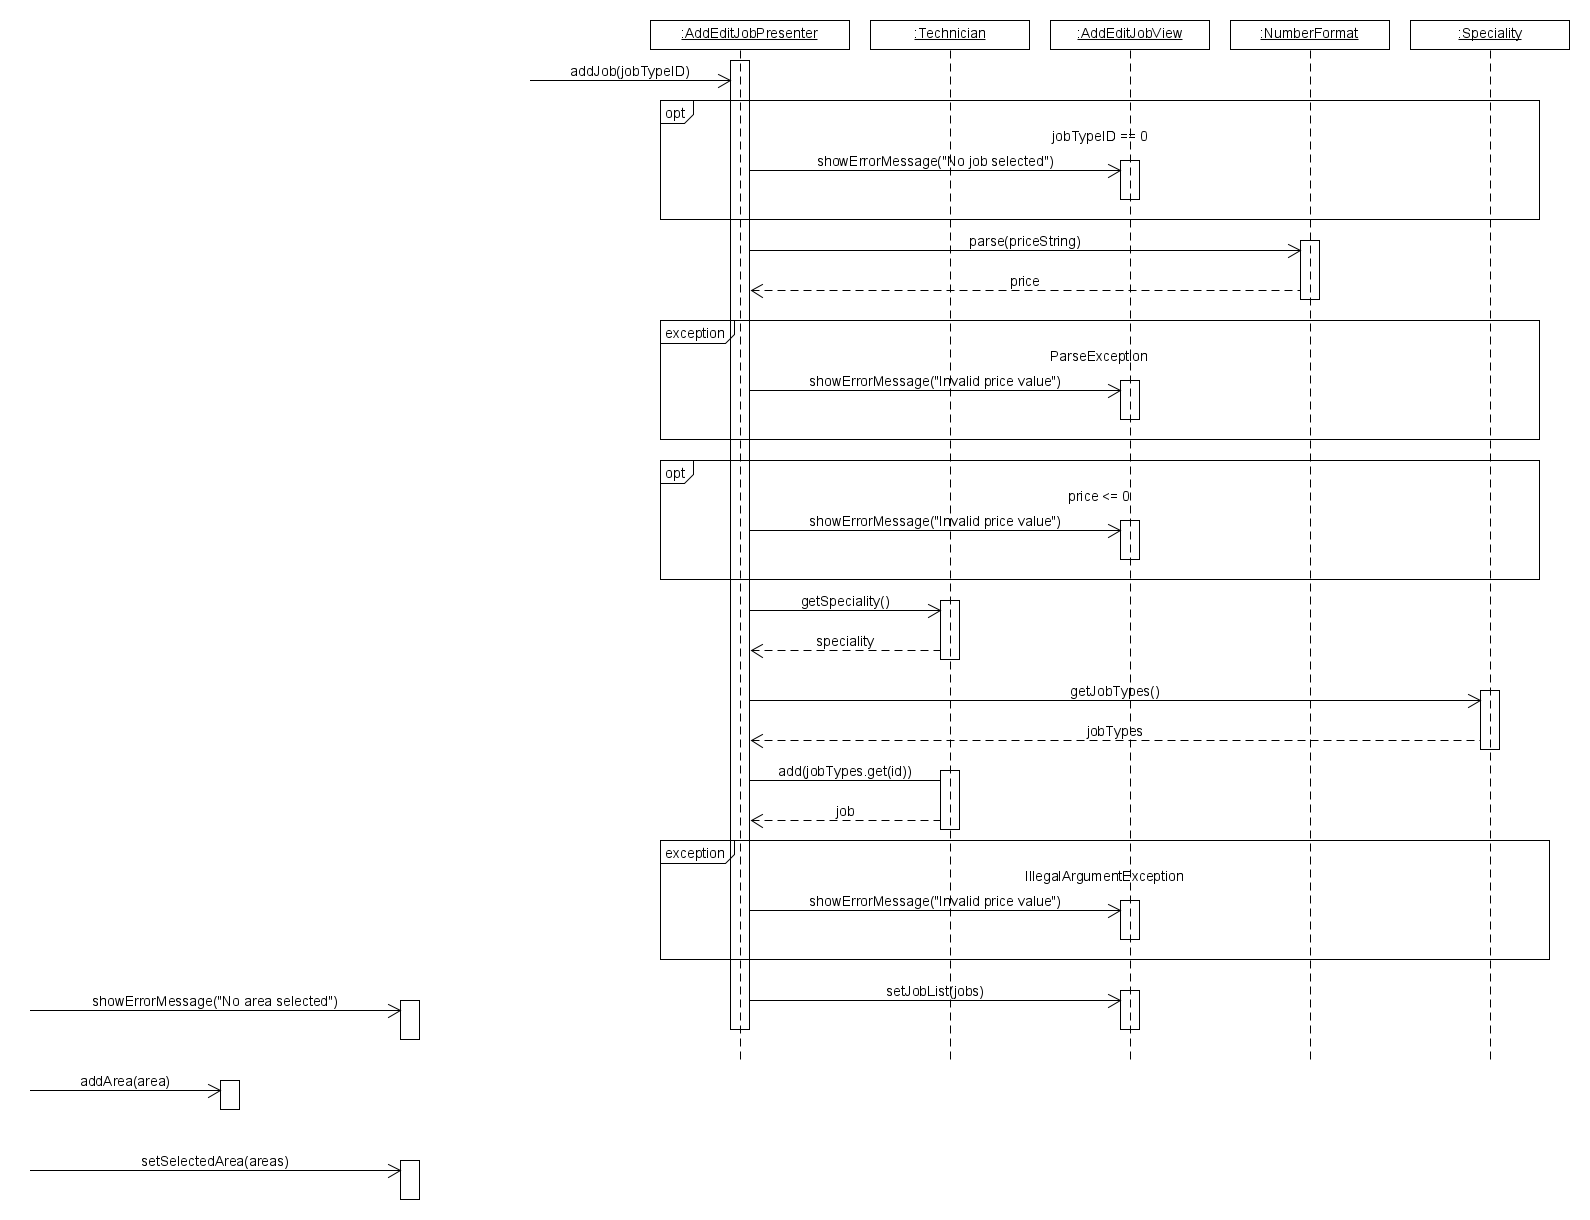 :AddEditJobPresenter
:Technician
:AddEditJobView
:NumberFormat
:Speciality
addJob(jobTypeID)
opt
jobTypeID == 0
showErrorMessage("No job selected")
parse(priceString)
price
exception
ParseException
showErrorMessage("Invalid price value")
opt
price <= 0
showErrorMessage("Invalid price value")
getSpeciality()
speciality
getJobTypes()
jobTypes
add(jobTypes.get(id))
job
exception
IllegalArgumentException
showErrorMessage("Invalid price value")
setJobList(jobs)
showErrorMessage("No area selected")
addArea(area)
setSelectedArea(areas)